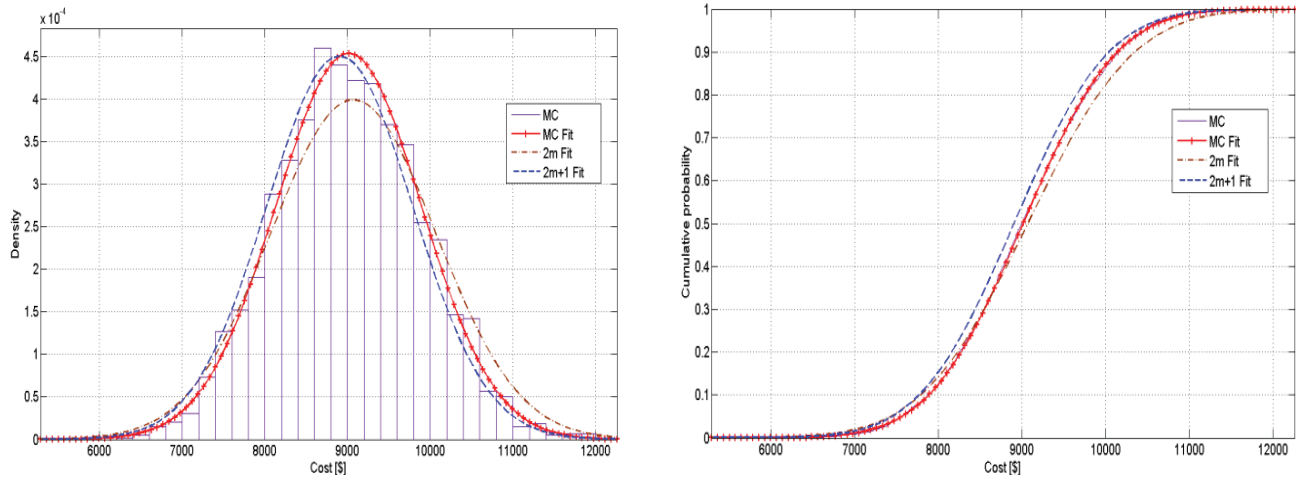 x 10⁻⁴
4.5
4
3.5
3
2.5
2
1.5
1
0.5
0
Density
6000 7000 8000 9000 10000 11000 12000
Cost [$]
MC
MC Fit
2m Fit
2m+1 Fit
1
0.9
0.8
0.7
0.6
0.5
0.4
0.3
0.2
0.1
0
Cumulative probability
6000 7000 8000 9000 10000 11000 12000
Cost [$]
MC
MC Fit
2m Fit
2m+1 Fit